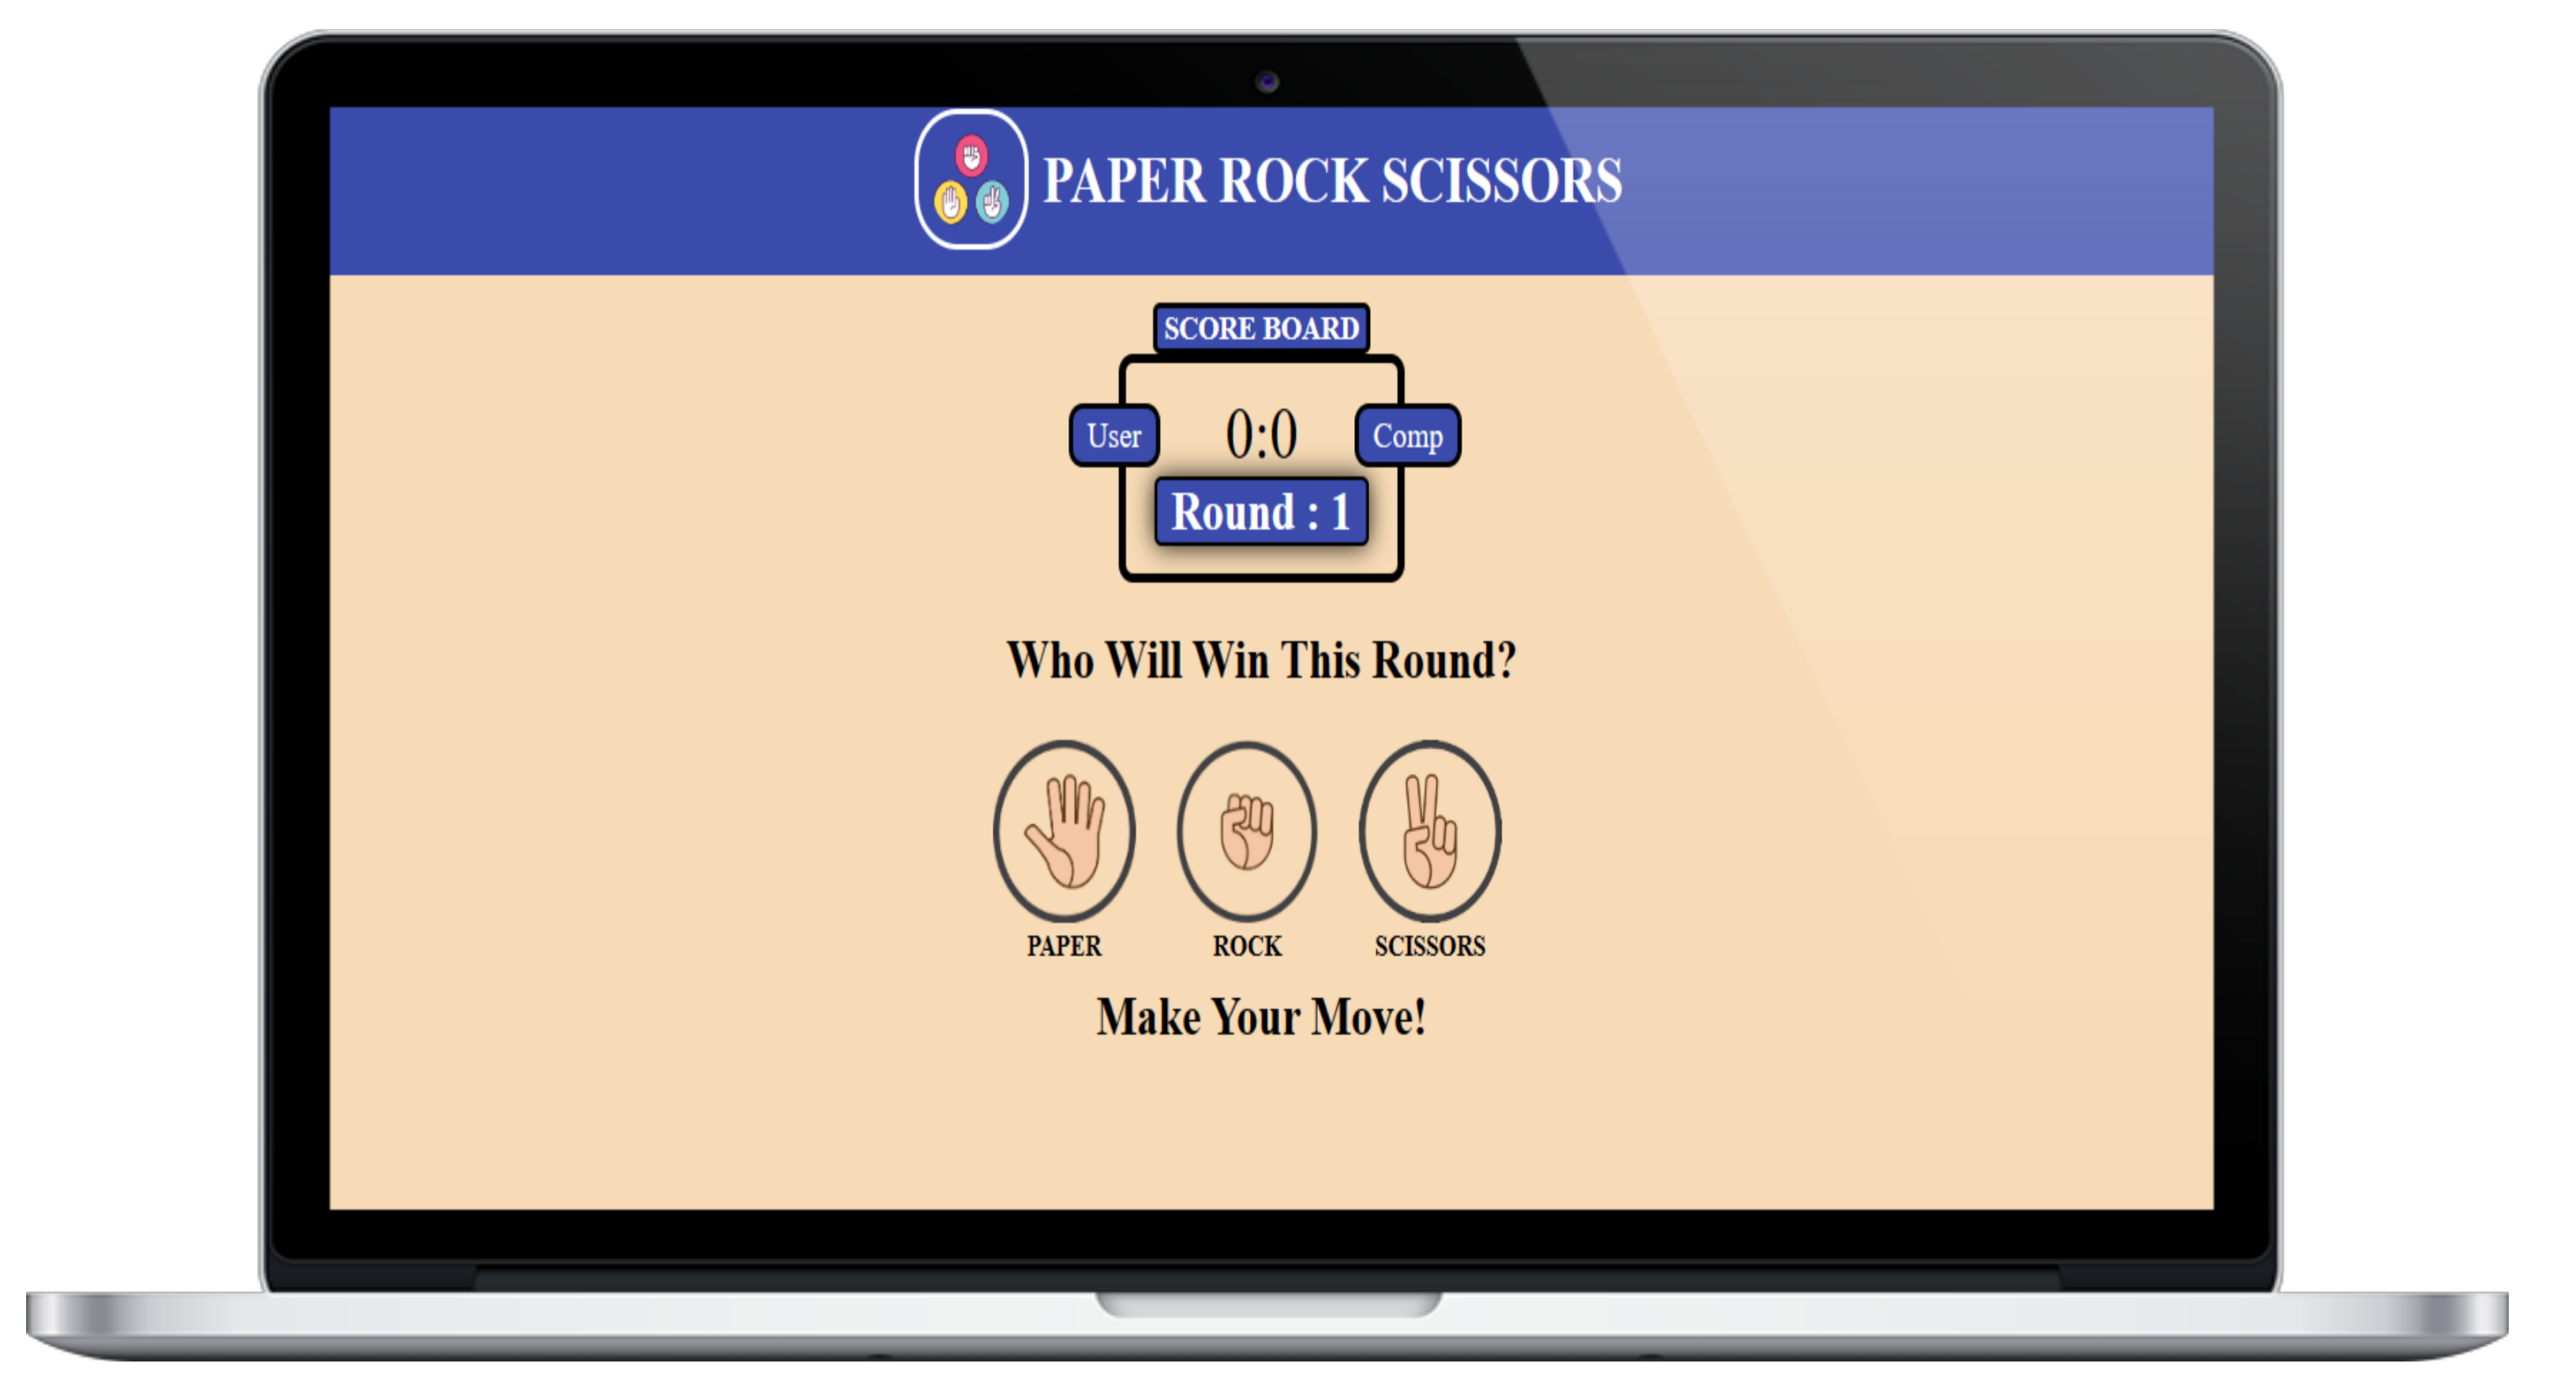 PAPER ROCK SCISSORS
SCORE BOARD
User 0:0 Comp
Round : 1
Who Will Win This Round?
PAPER ROCK SCISSORS
Make Your Move!